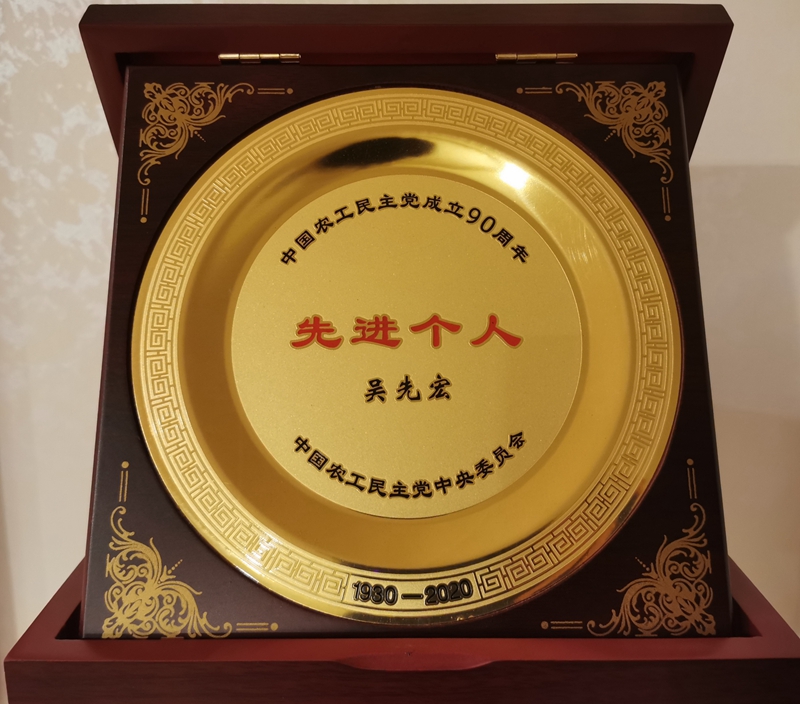 中国农工民主党成立90周年
先进个人
吴先宏
中国农工民主党中央委员会
1930—2020